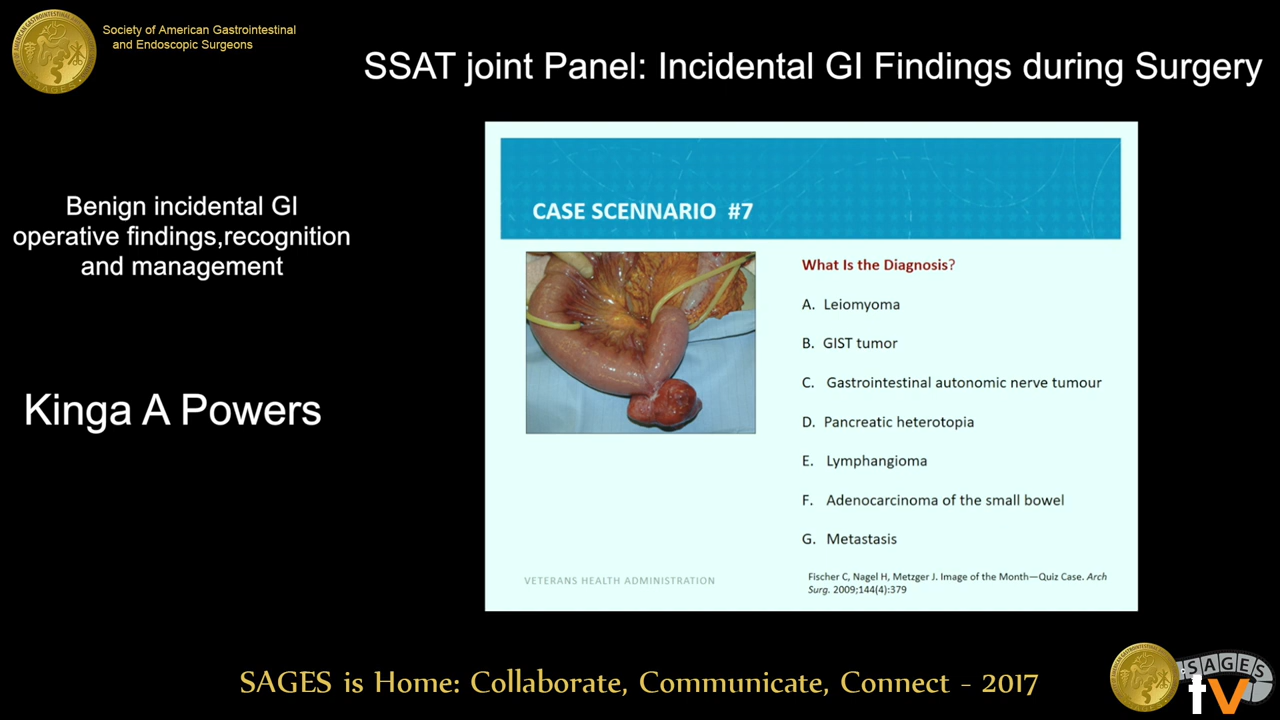 Society of American Gastrointestinal
and Endoscopic Surgeons
SSAT joint Panel: Incidental GI Findings during Surgery
Benign incidental GI
operative findings,recognition
and management
Kinga A Powers
CASE SCENNARIO #7
What Is the Diagnosis?
A. Leiomyoma
B. GIST tumor
C. Gastrointestinal autonomic nerve tumour
D. Pancreatic heterotopia
E. Lymphangioma
F. Adenocarcinoma of the small bowel
G. Metastasis
VETERANS HEALTH ADMINISTRATION
Fischer C, Nagel H, Metzger J. Image of the Month—Quiz Case. Arch
Surg. 2009;144(4):379
SAGES is Home: Collaborate, Communicate, Connect - 2017
SAGES
tv